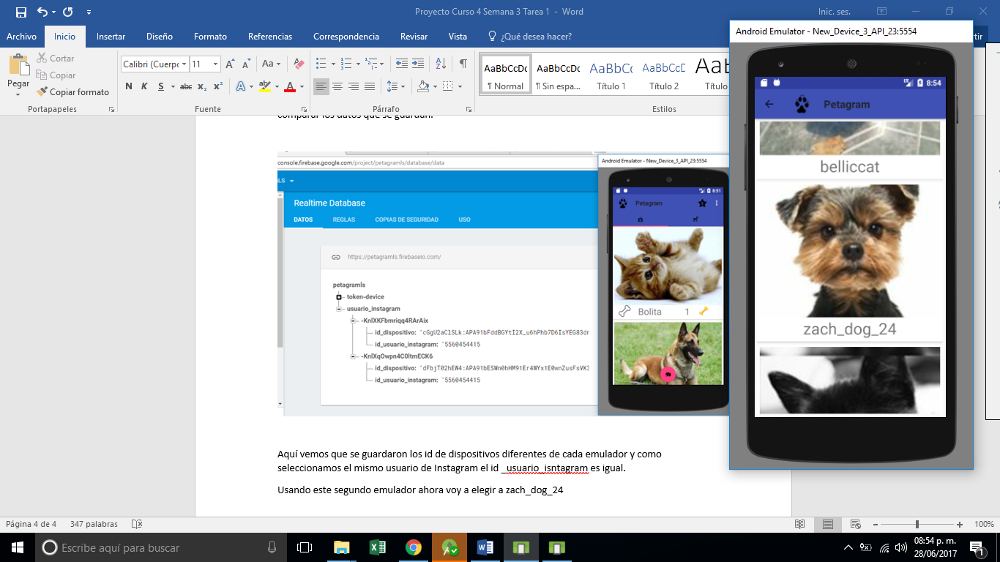 Proyecto Curso 4 Semana 3 Tarea 1 - Word
Inic. ses.
Archivo Inicio Insertar Diseño Formato Referencias Correspondencia Revisar Vista ¿Qué desea hacer?
Pegar
Cortar
Copiar
Copiar formato
Portapapeles
Calibri (Cuerpo 11
N K S abc x₂ x²
Fuente
Párrafo
AaBbCcDc AaBbCcDc AaBbCc AaBbCcD AaB
¶ Normal ¶ Sin espa... Título 1 Título 2 Título
Estilos
comparar los datos que se guardan.
console.firebase.google.com/project/petagramls/database/data
LS
Realtime Database
DATOS REGLAS COPIAS DE SEGURIDAD USO
https://petagramls.firebaseio.com/
petagramls
token-device
usuario_instagram
-KnlXKFbmriqq4RArAix
id_dispositivo: "cGgU2aClSLk:APA91bFddBGYtI2X_u6hPhb7D6IsYEG83dr
id_usuario_instagram: "5560454415
-KnlXqOwpn4C0ltmECK6
id_dispositivo: "dFbjT02hEW4:APA91bESWn0hHM91Er4WYx1E0wnZusFsVK3
id_usuario_instagram: "5560454415
Android Emulator - New_Device_3_API_23:5554
8:51
Petagram
Bolita 1
Aquí vemos que se guardaron los id de dispositivos diferentes de cada emulador y como
seleccionamos el mismo usuario de Instagram el id _usuario_isntagram es igual.
Usando este segundo emulador ahora voy a elegir a zach_dog_24
Android Emulator - New_Device_3_API_23:5554
8:54
Petagram
belliccat
zach_dog_24
rtir
Página 4 de 4 347 palabras
100%
Escribe aquí para buscar
08:54 p. m.
28/06/2017
1